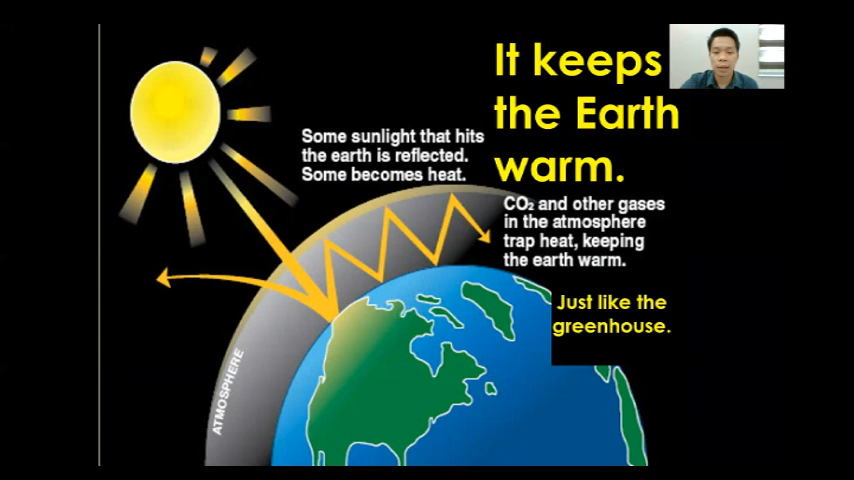 It keeps
the Earth
warm.
Some sunlight that hits
the earth is reflected.
Some becomes heat.
CO₂ and other gases
in the atmosphere
trap heat, keeping
the earth warm.
Just like the
greenhouse.
ATMOSPHERE